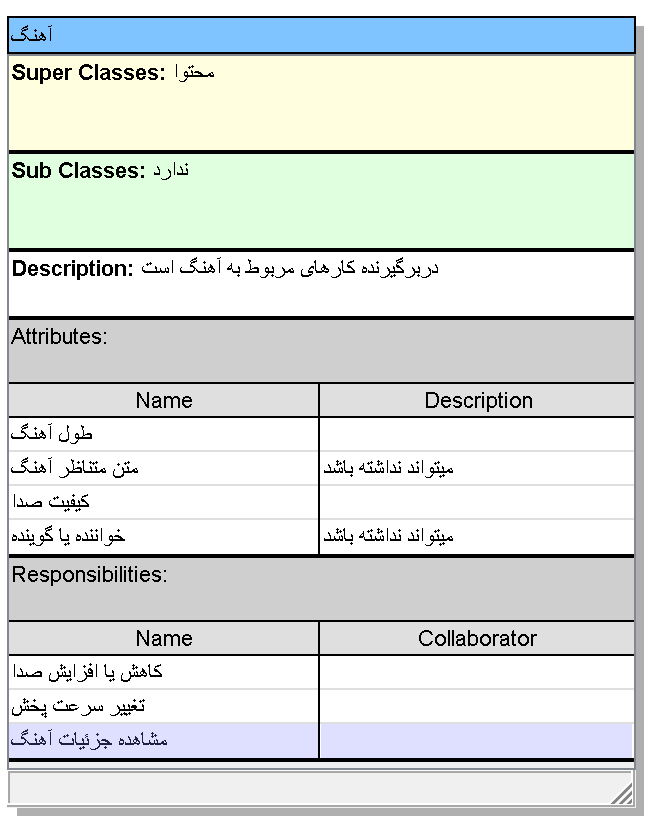 آهنگ
Super Classes: محتوا
Sub Classes: ندارد
Description: دربرگیرنده کارهای مربوط به آهنگ است
Attributes:
Name Description
طول آهنگ
متن متناظر آهنگ میتواند نداشته باشد
کیفیت صدا
خواننده یا گوینده میتواند نداشته باشد
Responsibilities:
Name Collaborator
کاهش یا افزایش صدا
تغییر سرعت پخش
مشاهده جزئیات آهنگ